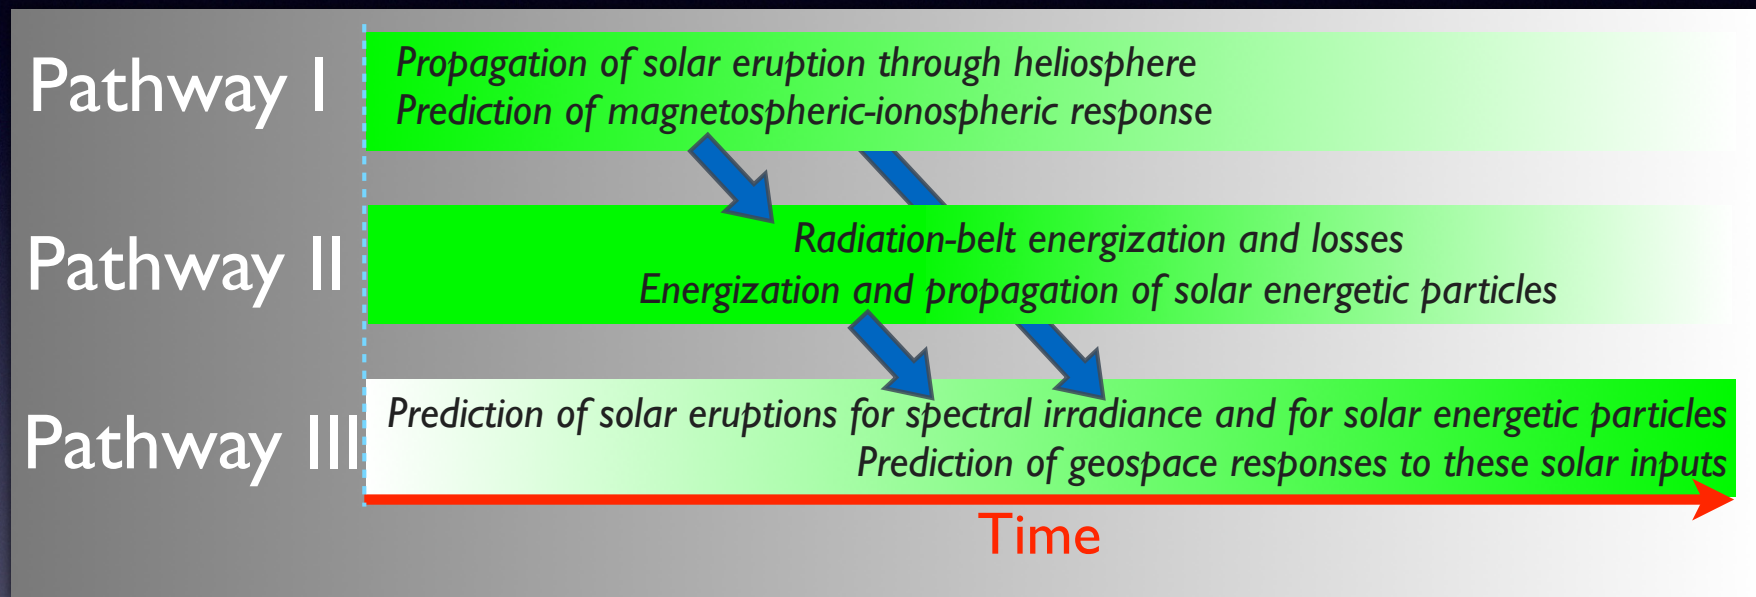 Pathway I
Propagation of solar eruption through heliosphere
Prediction of magnetospheric-ionospheric response
Pathway II
Radiation-belt energization and losses
Energization and propagation of solar energetic particles
Pathway III
Prediction of solar eruptions for spectral irradiance and for solar energetic particles
Prediction of geospace responses to these solar inputs
Time